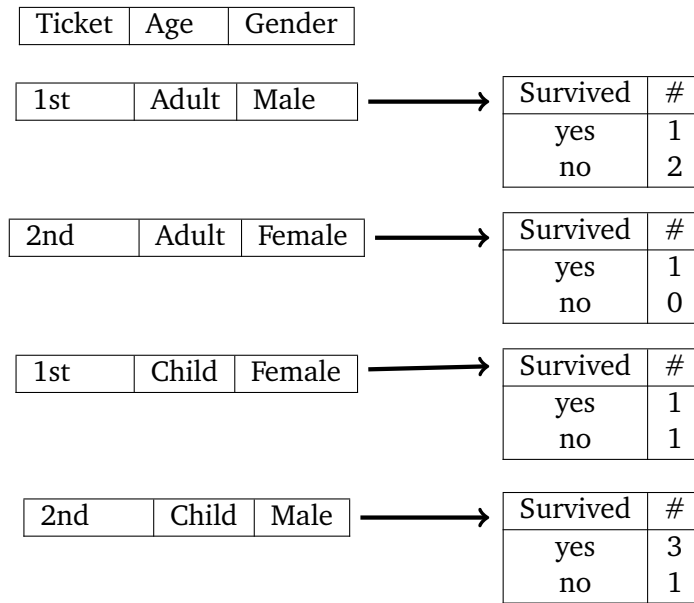 Ticket Age Gender
1st Adult Male
Survived #
yes 1
no 2
2nd Adult Female
Survived #
yes 1
no 0
1st Child Female
Survived #
yes 1
no 1
2nd Child Male
Survived #
yes 3
no 1